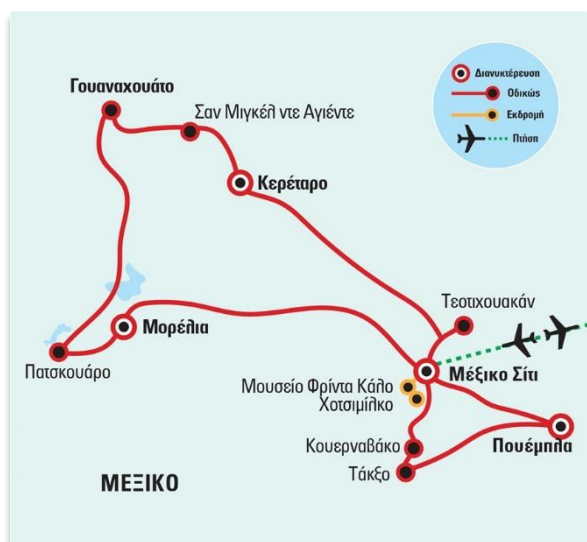 Γουαναχουάτο
Σαν Μιγκέλ ντε Αγιέντε
Κερέταρο
Διανυκτέρευση
Οδικώς
Εκδρομή
Πτήση
Τεοτιχουακάν
Μορέλια
Πατσκουάρο
Μουσείο Φρίντα Κάλο
Χοτσιμίλκο
Μέξικο Σίτι
Κουερναβάκο
Πουέμπλα
Τάκξο
ΜΕΞΙΚΟ